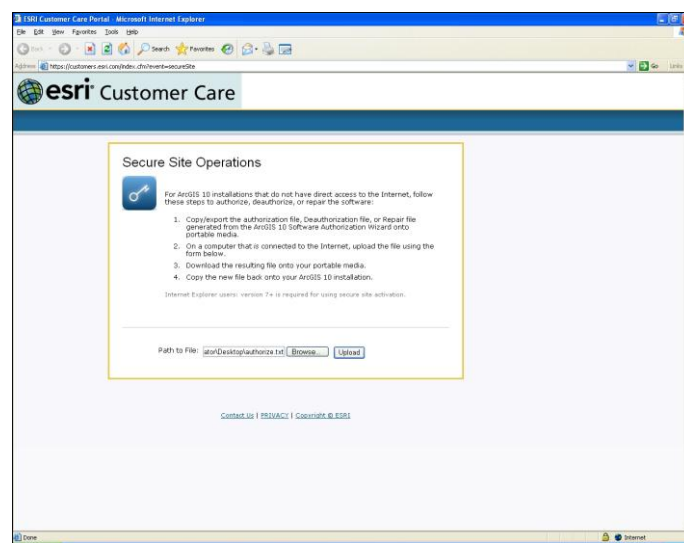 ESRI Customer Care Portal - Microsoft Internet Explorer
File Edit View Favorites Tools Help
Search Favorites
Address https://customers.esri.com/index.cfm?event=secureSite Go Links
esri Customer Care
Secure Site Operations
For ArcGIS 10 installations that do not have direct access to the Internet, follow
these steps to authorize, deauthorize, or repair the software:
1. Copy/export the authorization file, Deauthorization file, or Repair file
generated from the ArcGIS 10 Software Authorization Wizard onto
portable media.
2. On a computer that is connected to the Internet, upload the file using the
form below.
3. Download the resulting file onto your portable media.
4. Copy the new file back onto your ArcGIS 10 installation.
Internet Explorer users: version 7+ is required for using secure site activation.
Path to File: ator\Desktop\authorize.txt Browse... Upload
Contact Us | PRIVACY | Copyright © ESRI
Done Internet